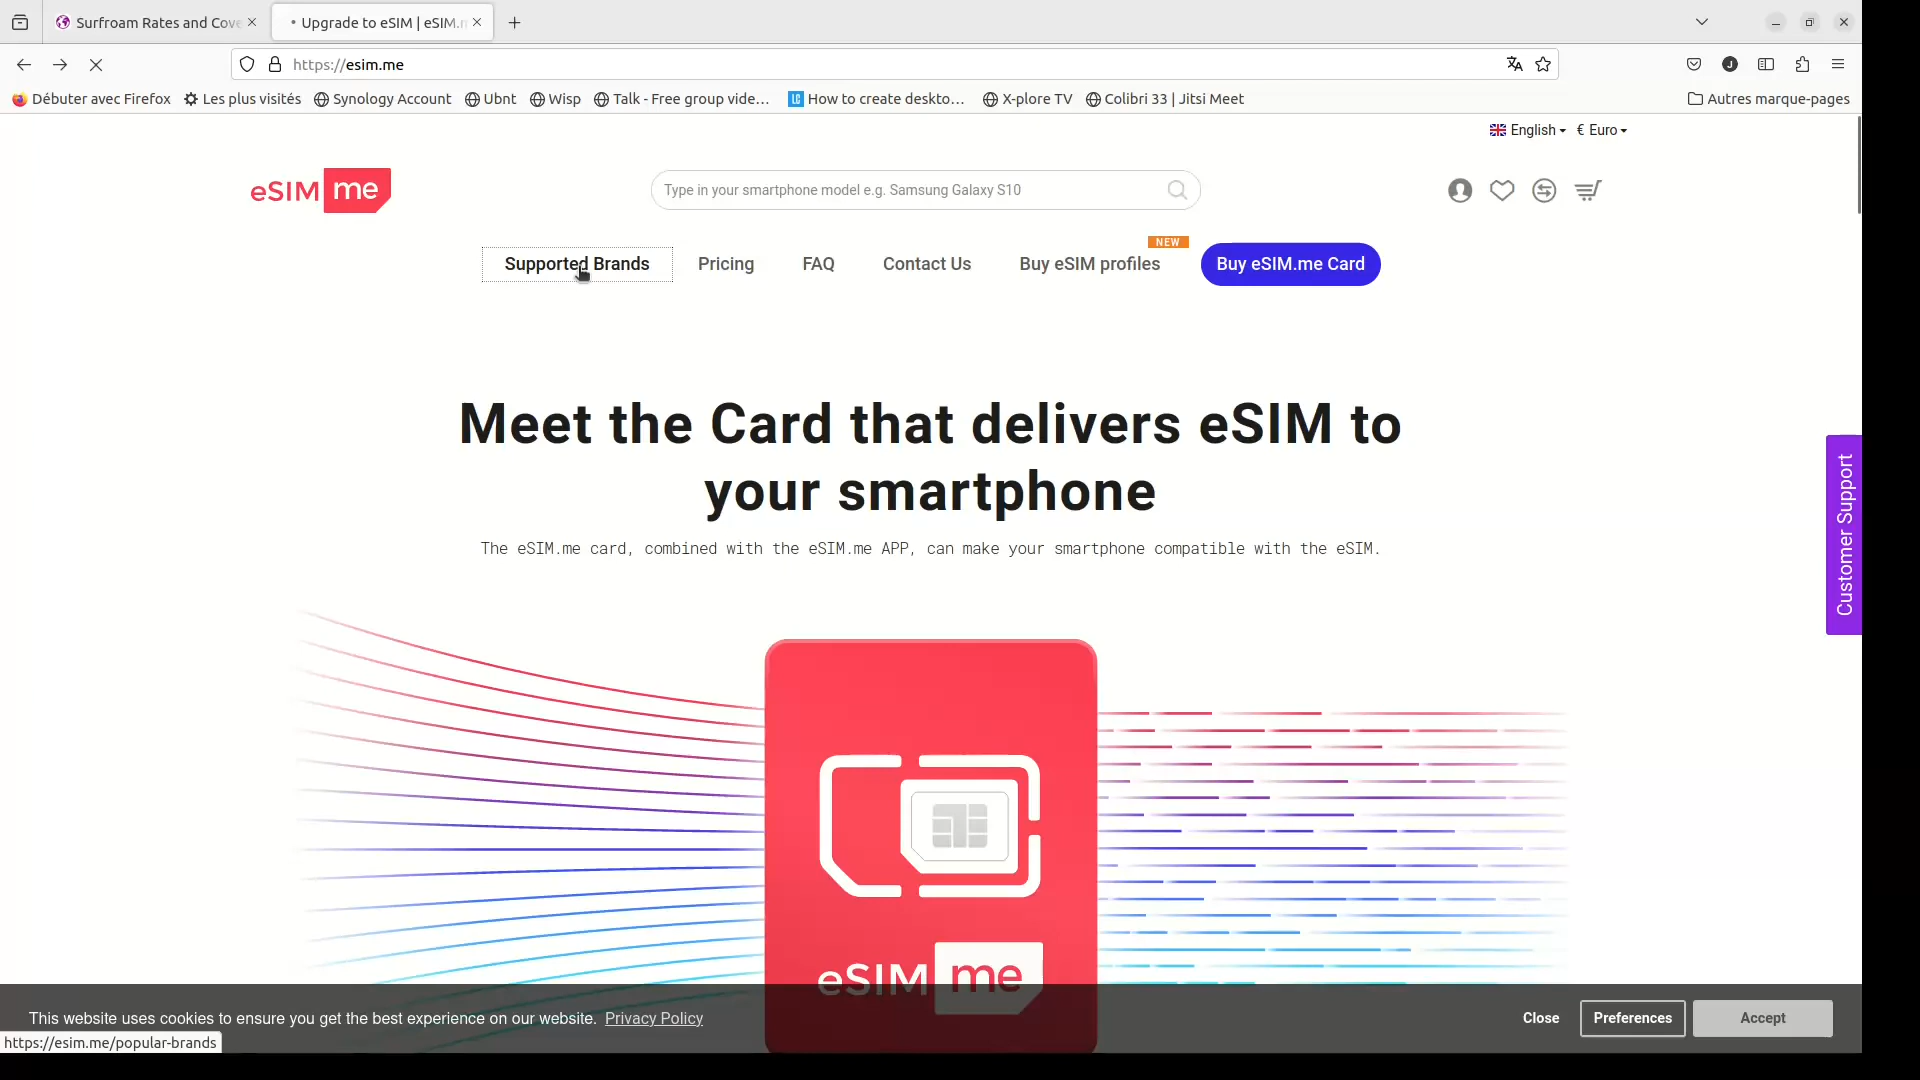 Surfroam Rates and Cove
Upgrade to eSIM | eSIM.m
https://esim.me
Débuter avec Firefox
Les plus visités
Synology Account
Ubnt
Wisp
Talk - Free group vide…
LC
How to create deskto…
X-plore TV
Colibri 33 | Jitsi Meet
Autres marque-pages
J
English
€ Euro
eSIM me
Type in your smartphone model e.g. Samsung Galaxy S10
NEW
Supported Brands
Pricing
FAQ
Contact Us
Buy eSIM profiles
Buy eSIM.me Card
Meet the Card that delivers eSIM to
your smartphone
The eSIM.me card, combined with the eSIM.me APP, can make your smartphone compatible with the eSIM.
Customer Support
eSIM me
This website uses cookies to ensure you get the best experience on our website. Privacy Policy
Close
Preferences
Accept
https://esim.me/popular-brands